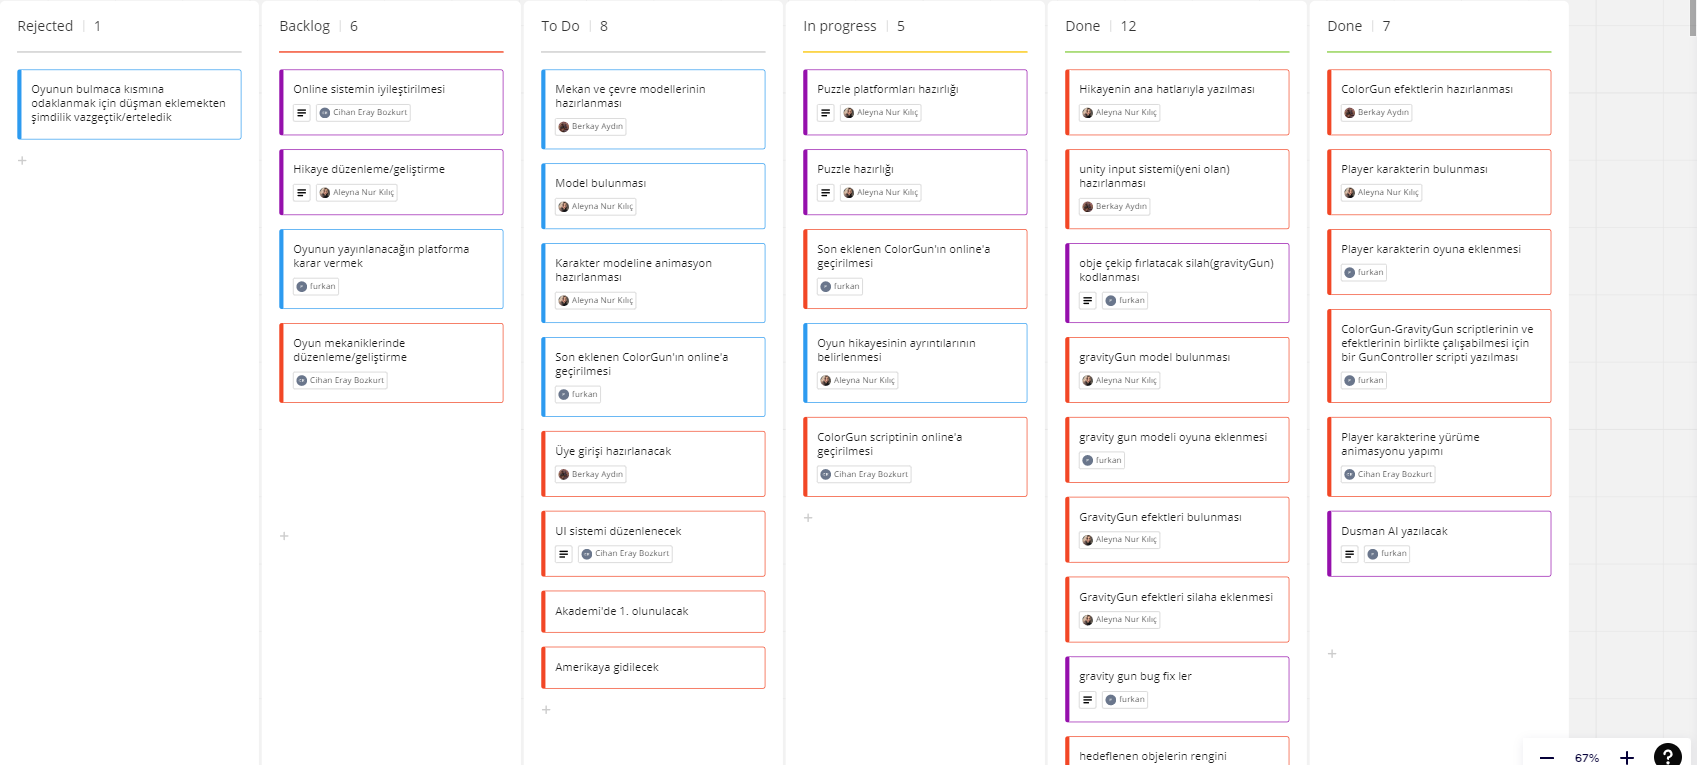 Rejected 1
Oyunun bulmaca kısmına
odaklanmak için düşman eklemekten
şimdilik vazgeçtik/erteledik
Backlog 6
Online sistemin iyileştirilmesi
Cihan Eray Bozkurt
Hikaye düzenleme/geliştirme
Aleyna Nur Kılıç
Oyunun yayınlanacağın platforma
karar vermek
furkan
Oyun mekaniklerinde
düzenleme/geliştirme
Cihan Eray Bozkurt
To Do 8
Mekan ve çevre modellerinin
hazırlanması
Berkay Aydın
Model bulunması
Aleyna Nur Kılıç
Karakter modeline animasyon
hazırlanması
Aleyna Nur Kılıç
Son eklenen ColorGun'ın online'a
geçirilmesi
furkan
Üye girişi hazırlanacak
Berkay Aydın
UI sistemi düzenlenecek
Cihan Eray Bozkurt
Akademi'de 1. olunulacak
Amerikaya gidilecek
In progress 5
Puzzle platformları hazırlığı
Aleyna Nur Kılıç
Puzzle hazırlığı
Aleyna Nur Kılıç
Son eklenen ColorGun'ın online'a
geçirilmesi
furkan
Oyun hikayesinin ayrıntılarının
belirlenmesi
Aleyna Nur Kılıç
ColorGun scriptinin online'a
geçirilmesi
Cihan Eray Bozkurt
Done 12
Hikayenin ana hatlarıyla yazılması
Aleyna Nur Kılıç
unity input sistemi(yeni olan)
hazırlanması
Berkay Aydın
obje çekip fırlatacak silah(gravityGun)
kodlanması
furkan
gravityGun model bulunması
Aleyna Nur Kılıç
gravity gun modeli oyuna eklenmesi
furkan
GravityGun efektleri bulunması
Aleyna Nur Kılıç
GravityGun efektleri silaha eklenmesi
Aleyna Nur Kılıç
gravity gun bug fix ler
furkan
hedeflenen objelerin rengini
Done 7
ColorGun efektlerin hazırlanması
Berkay Aydın
Player karakterin bulunması
Aleyna Nur Kılıç
Player karakterin oyuna eklenmesi
furkan
ColorGun-GravityGun scriptlerinin ve
efektlerinin birlikte çalışabilmesi için
bir GunController scripti yazılması
furkan
Player karakterine yürüme
animasyonu yapımı
Cihan Eray Bozkurt
Dusman AI yazılacak
furkan
67%
?